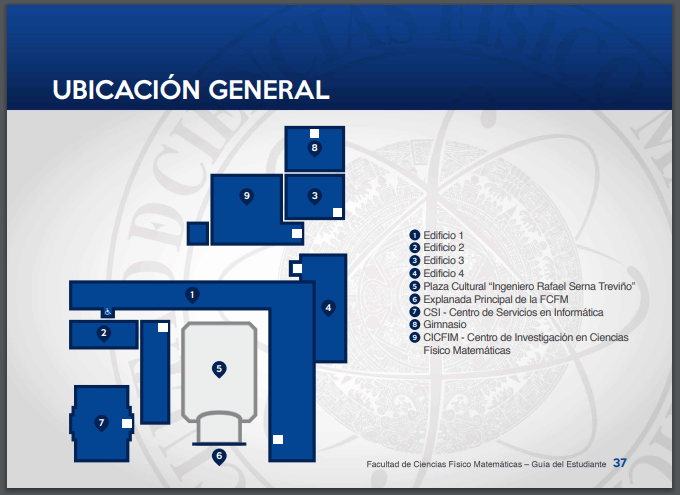 UBICACIÓN GENERAL
8
9
3
1
4
2
5
7
6
1 Edificio 1
2 Edificio 2
3 Edificio 3
4 Edificio 4
5 Plaza Cultural “Ingeniero Rafael Serna Treviño”
6 Explanada Principal de la FCFM
7 CSI - Centro de Servicios en Informática
8 Gimnasio
9 CICFIM - Centro de Investigación en Ciencias
Físico Matemáticas
Facultad de Ciencias Físico Matemáticas – Guía del Estudiante 37